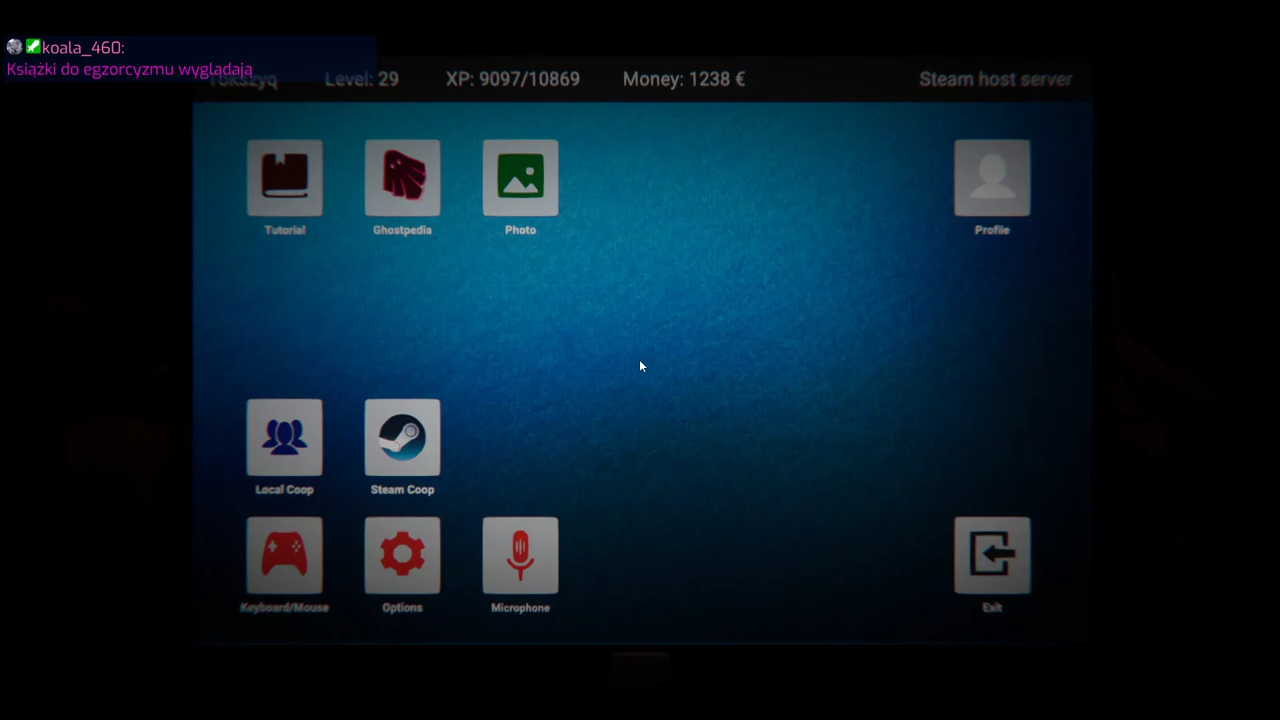 koala_460:
Książki do egzorcyzmu wyglądają
Tokszyq Level: 29 XP: 9097/10869 Money: 1238 € Steam host server
Tutorial Ghostpedia Photo Profile
Local Coop Steam Coop
Keyboard/Mouse Options Microphone Exit